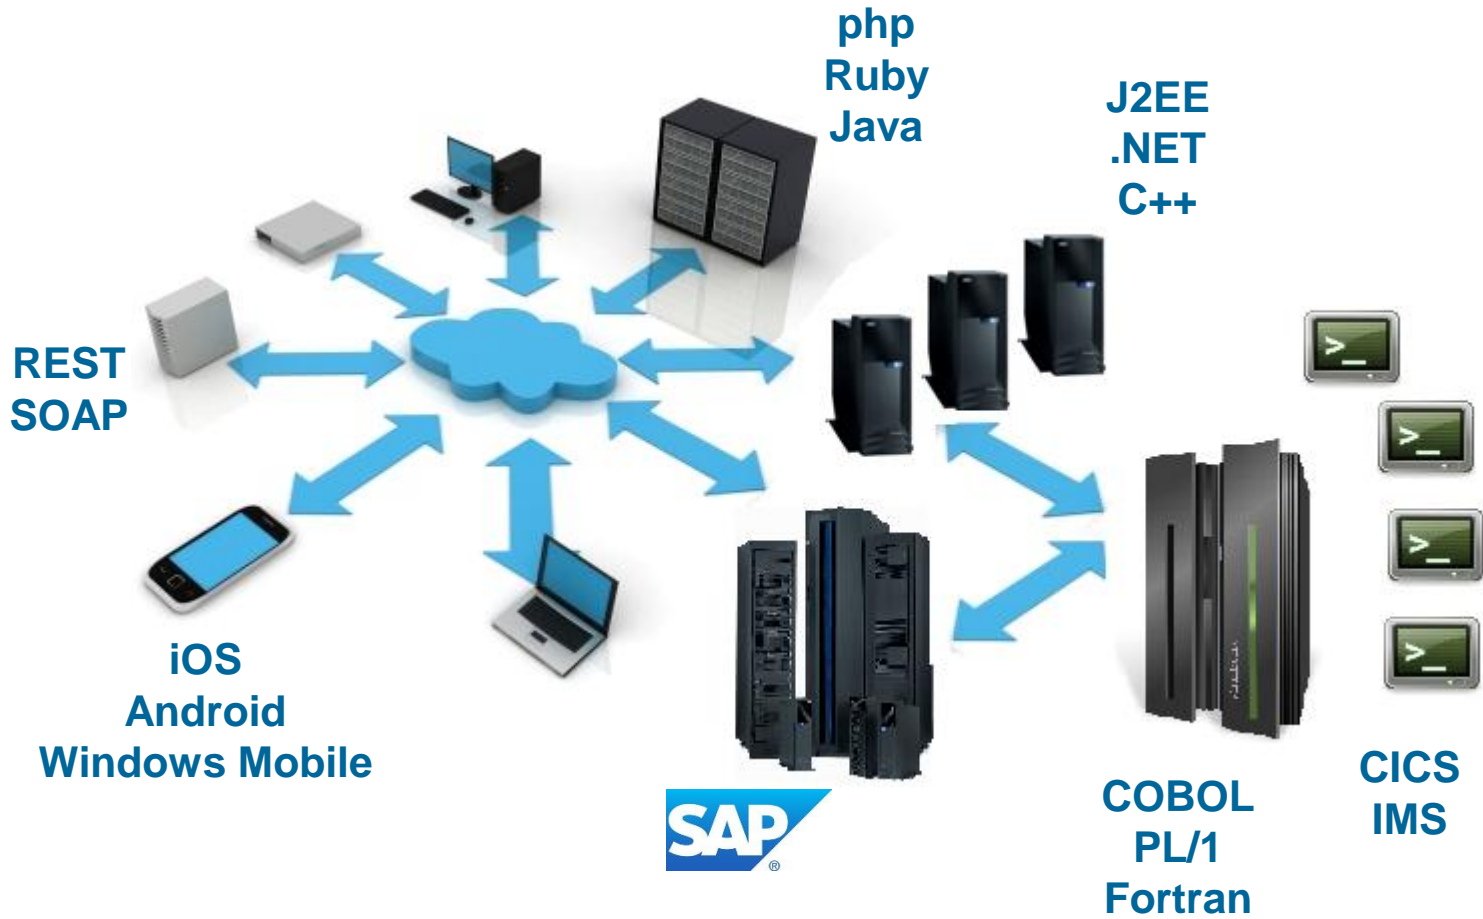 php
Ruby
Java
J2EE
.NET
C++
REST
SOAP
>_
>_
>_
>_
iOS
Android
Windows Mobile
SAP
®
COBOL
PL/1
Fortran
CICS
IMS